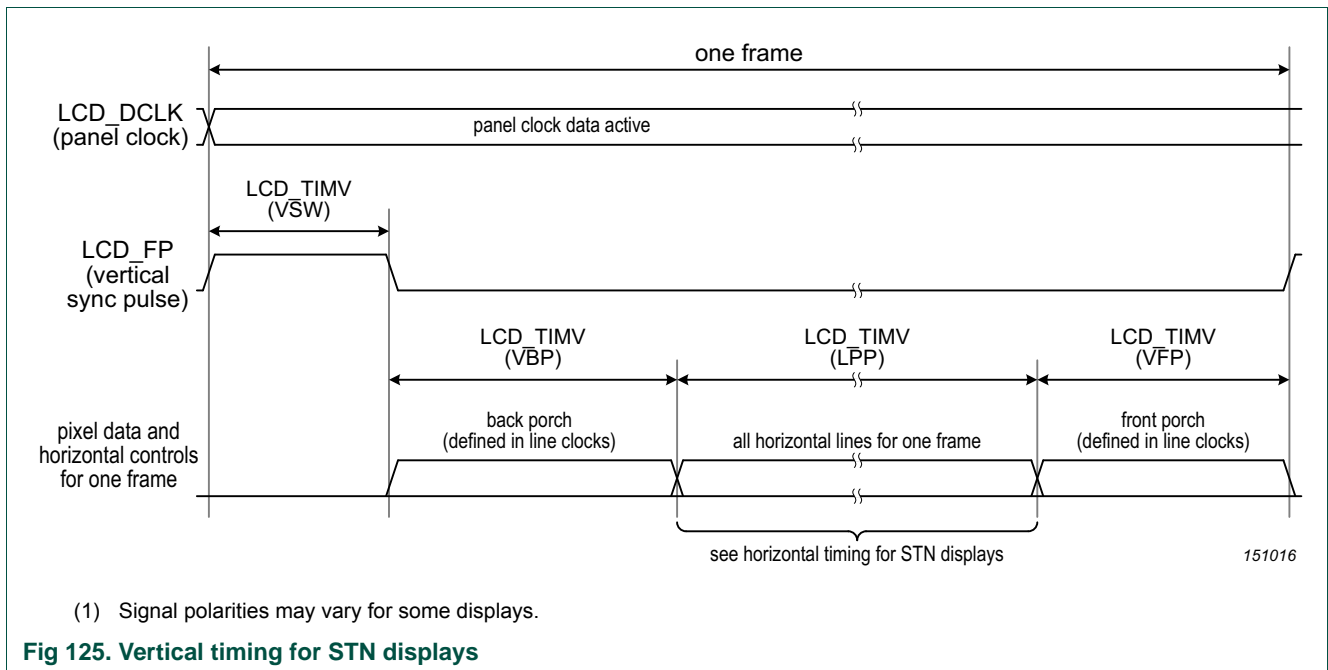 one frame
LCD_DCLK
(panel clock)
panel clock data active
LCD_TIMV
(VSW)
LCD_FP
(vertical
sync pulse)
LCD_TIMV
(VBP)
LCD_TIMV
(LPP)
LCD_TIMV
(VFP)
pixel data and
horizontal controls
for one frame
back porch
(defined in line clocks)
all horizontal lines for one frame
front porch
(defined in line clocks)
see horizontal timing for STN displays
151016
(1) Signal polarities may vary for some displays.
Fig 125. Vertical timing for STN displays